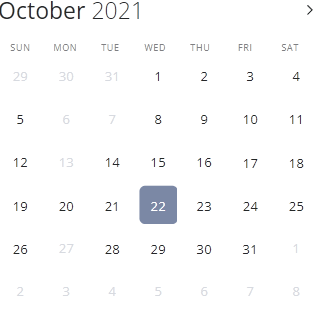 October 2021
SUN MON TUE WED THU FRI SAT
29 30 31 1 2 3 4
5 6 7 8 9 10 11
12 13 14 15 16 17 18
19 20 21 22 23 24 25
26 27 28 29 30 31 1
2 3 4 5 6 7 8